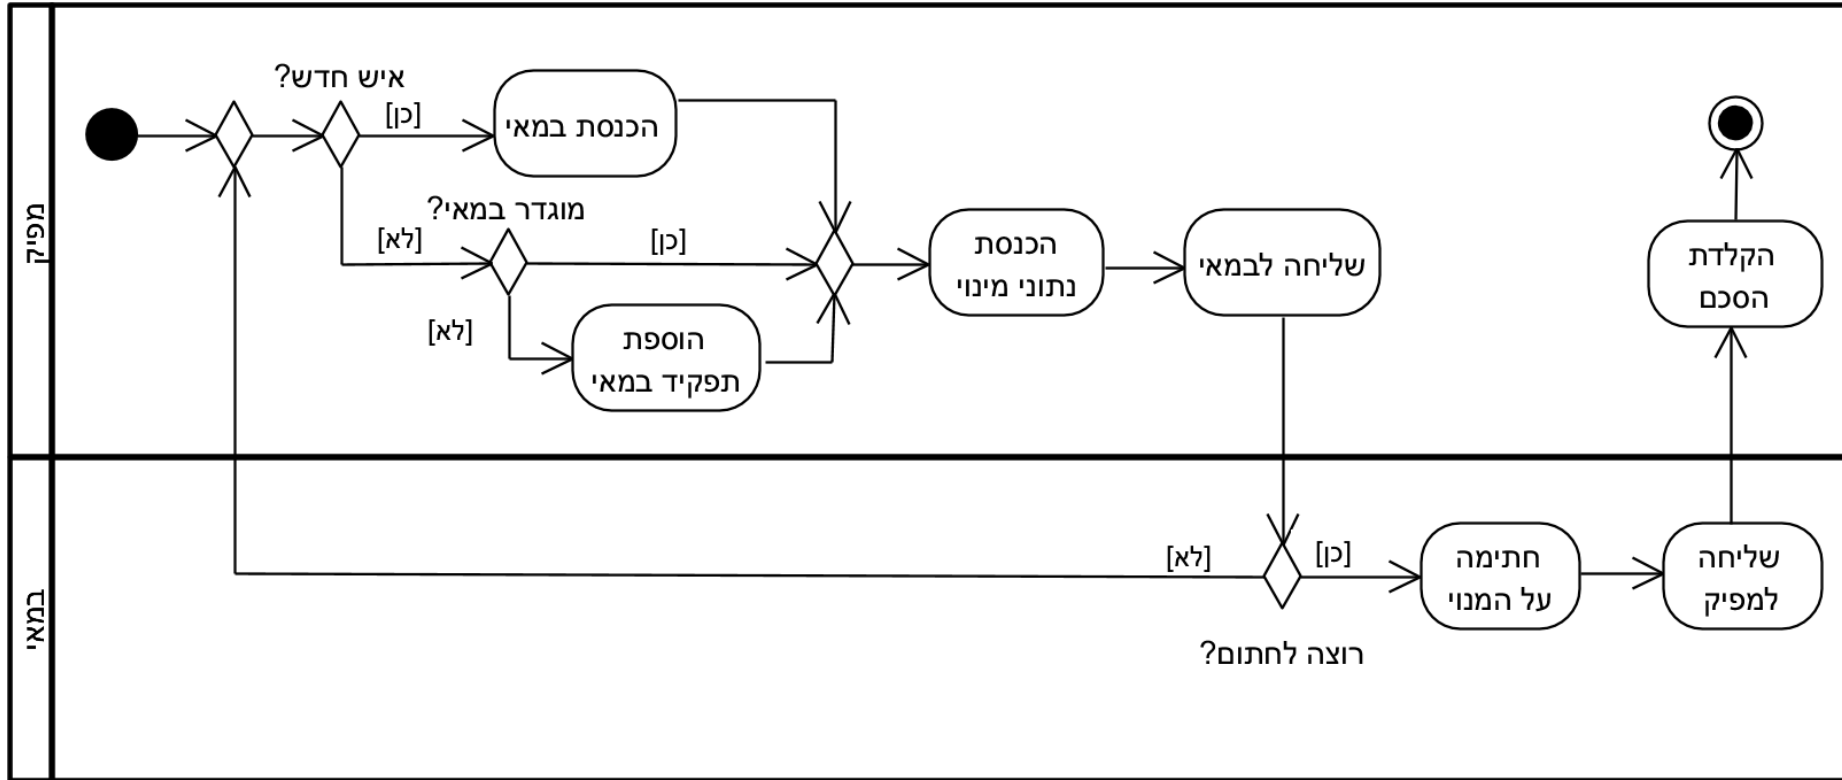 מפיק
איש חדש?
[כן]
הכנסת במאי
מוגדר במאי?
[לא]
[כן]
[לא]
הוספת
תפקיד במאי
הכנסת
נתוני מינוי
שליחה לבמאי
הקלדת
הסכם
במאי
[לא]
[כן]
רוצה לחתום?
חתימה
על המנוי
שליחה
למפיק